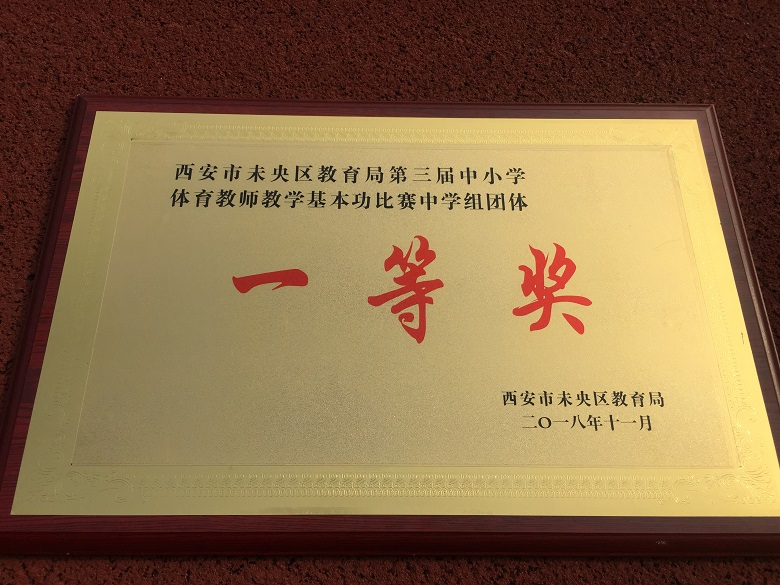 西安市未央区教育局第三届中小学
体育教师教学基本功比赛中学组团体
一等奖
西安市未央区教育局
二〇一八年十一月